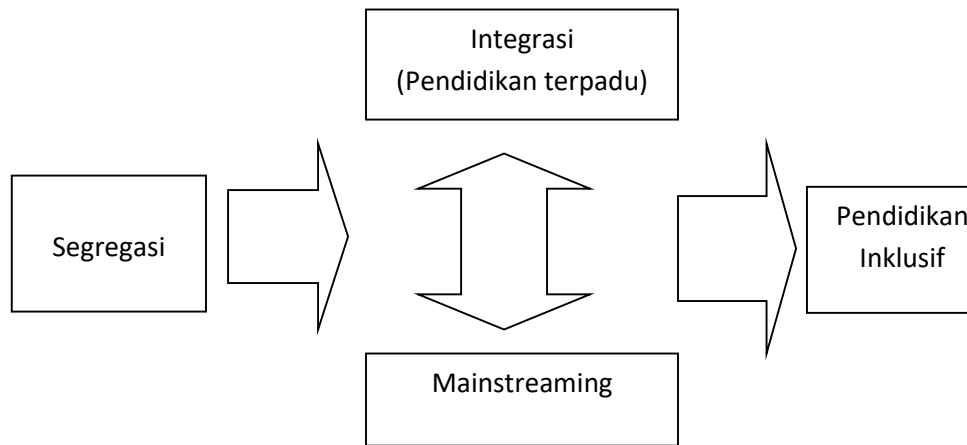 Integrasi
(Pendidikan terpadu)
Segregasi
Pendidikan
Inklusif
Mainstreaming